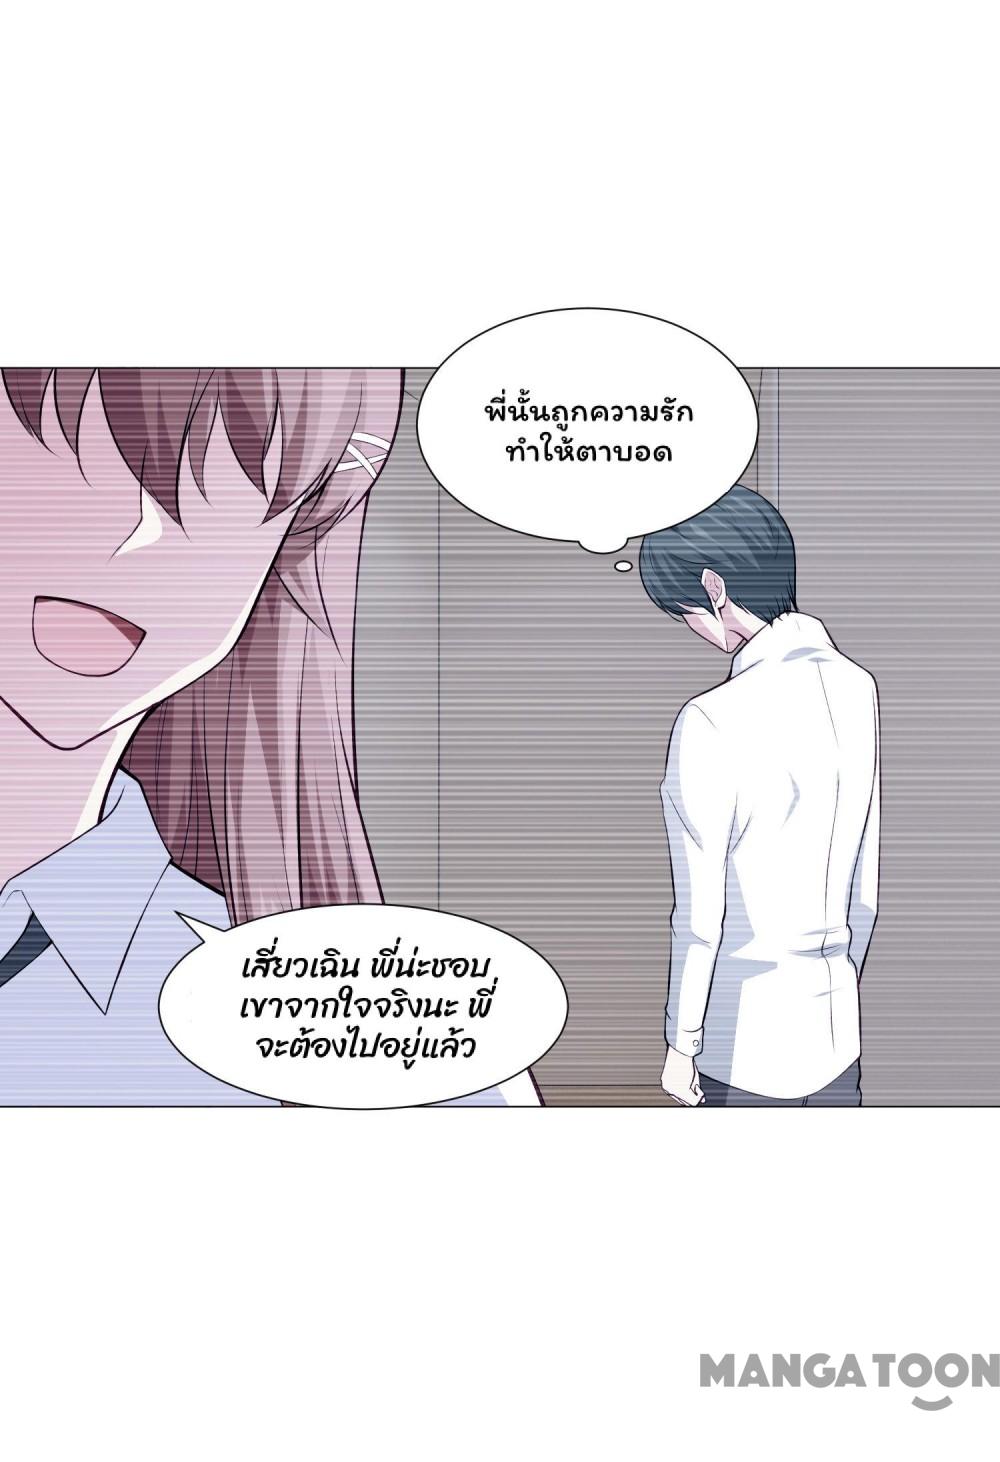 พี่นั้นถูกความรัก
ทำให้ตาบอด
เสี่ยวเฉิน พี่น่ะชอบ
เขาจากใจจริงนะ พี่
จะต้องไปอยู่แล้ว
MANGATOON